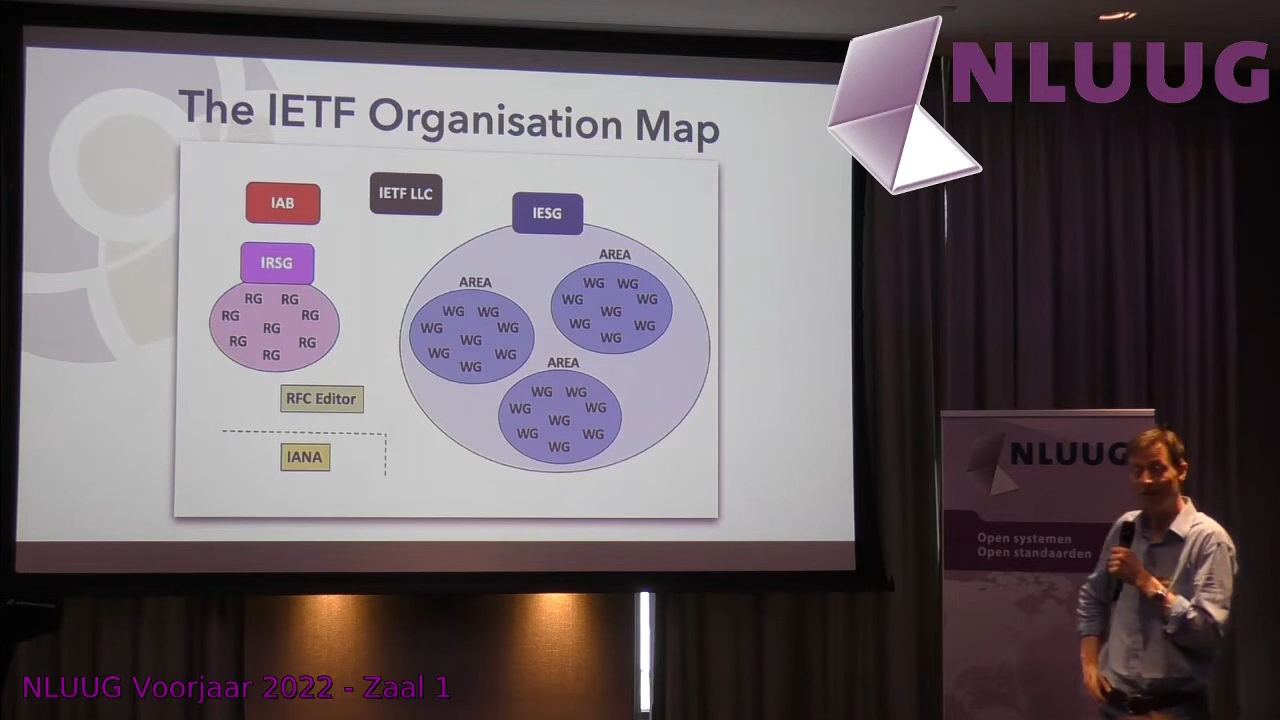 NLUUG
The IETF Organisation Map
IAB
IETF LLC
IESG
IRSG
AREA
AREA
AREA
RG RG
RG RG
RG
RG RG
RG
WG WG
WG WG
WG
WG WG
WG
WG WG
WG WG
WG
WG WG
WG
WG WG
WG WG
WG
WG WG
WG
RFC Editor
IANA
NLUUG
Open systemen
Open standaarden
NLUUG Voorjaar 2022 - Zaal 1